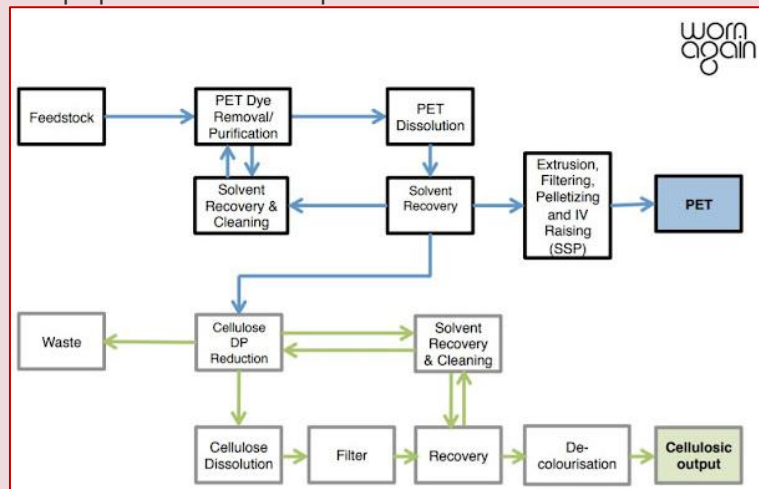 worn
again
Feedstock
PET Dye
Removal/
Purification
PET
Dissolution
Solvent
Recovery &
Cleaning
Solvent
Recovery
Extrusion,
Filtering,
Pelletizing
and IV
Raising
(SSP)
PET
Waste
Cellulose
DP
Reduction
Solvent
Recovery
& Cleaning
Cellulose
Dissolution
Filter
Recovery
De-
colourisation
Cellulosic
output